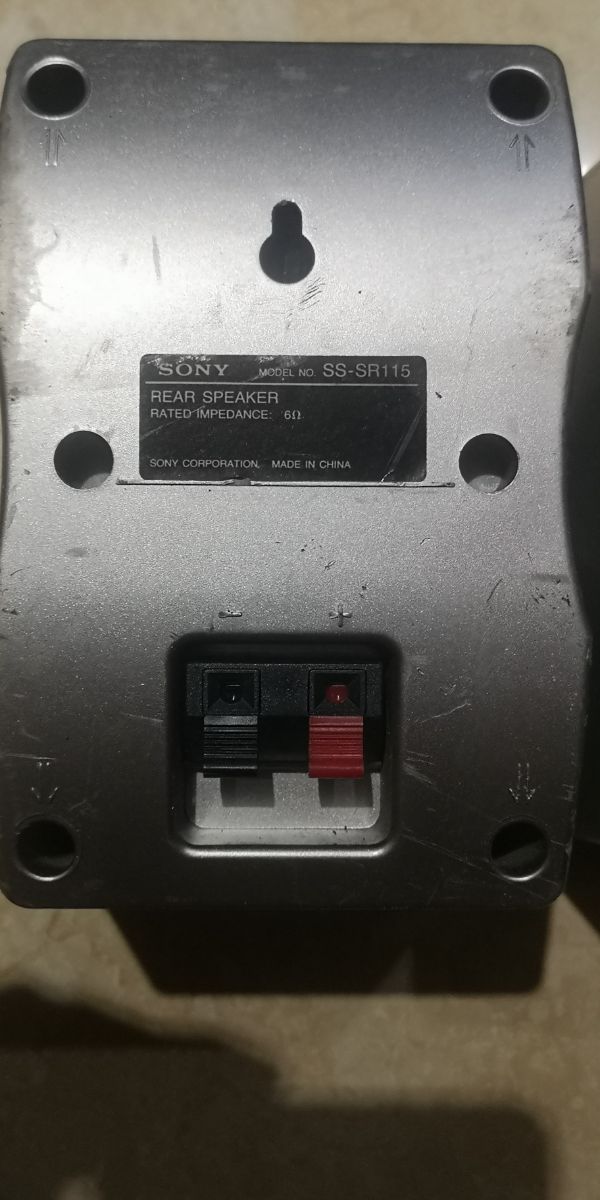 SONY MODEL NO. SS-SR115
REAR SPEAKER
RATED IMPEDANCE: 6Ω
SONY CORPORATION. MADE IN CHINA
- +